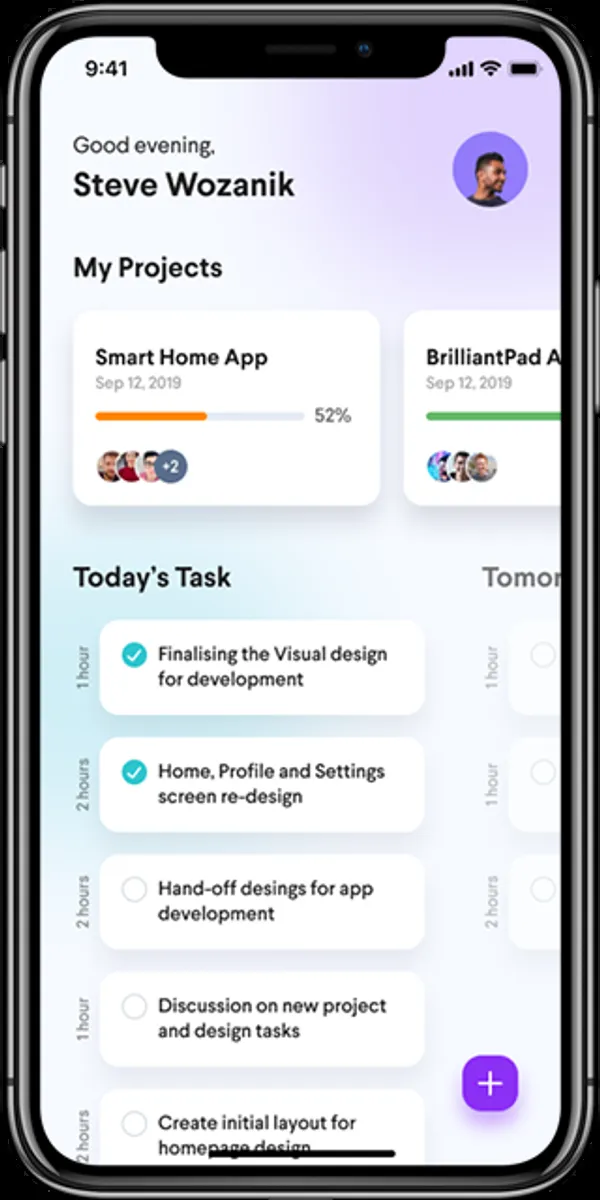 9:41
Good evening,
Steve Wozanik
My Projects
Smart Home App
Sep 12, 2019
52%
+2
BrilliantPad A
Sep 12, 2019
Today's Task
Tomor
1 hour
Finalising the Visual design
for development
1 hour
2 hours
Home, Profile and Settings
screen re-design
1 hour
2 hours
Hand-off desings for app
development
2 hours
1 hour
Discussion on new project
and design tasks
2 hours
Create initial layout for
homepage design